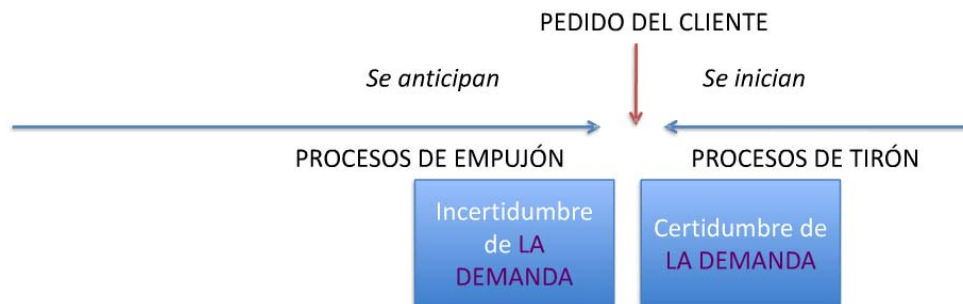 PEDIDO DEL CLIENTE
Se anticipan
Se inician
PROCESOS DE EMPUJÓN
PROCESOS DE TIRÓN
Incertidumbre
de LA
DEMANDA
Certidumbre de
LA DEMANDA